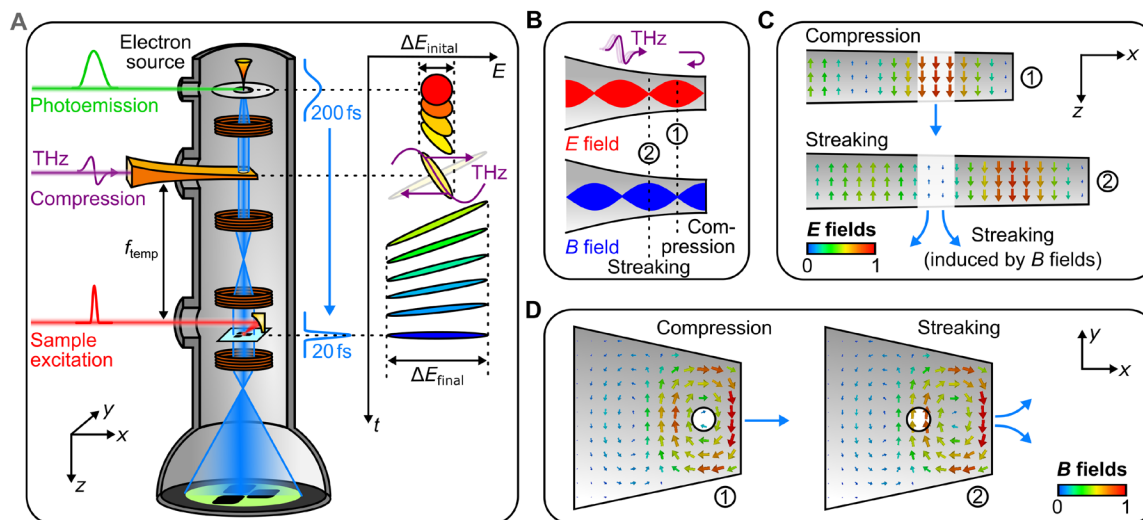 A
Electron
source
Photoemission
200 fs
THz
Compression
f_temp
Sample
excitation
20 fs
y
x
z
ΔE_inital
E
THz
ΔE_final
t
B
THz
E field
①
②
B field
Com-
pression
Streaking
C
Compression
①
x
z
Streaking
②
E fields
0 1
Streaking
(induced by B fields)
D
Compression
①
Streaking
②
y
x
B fields
0 1